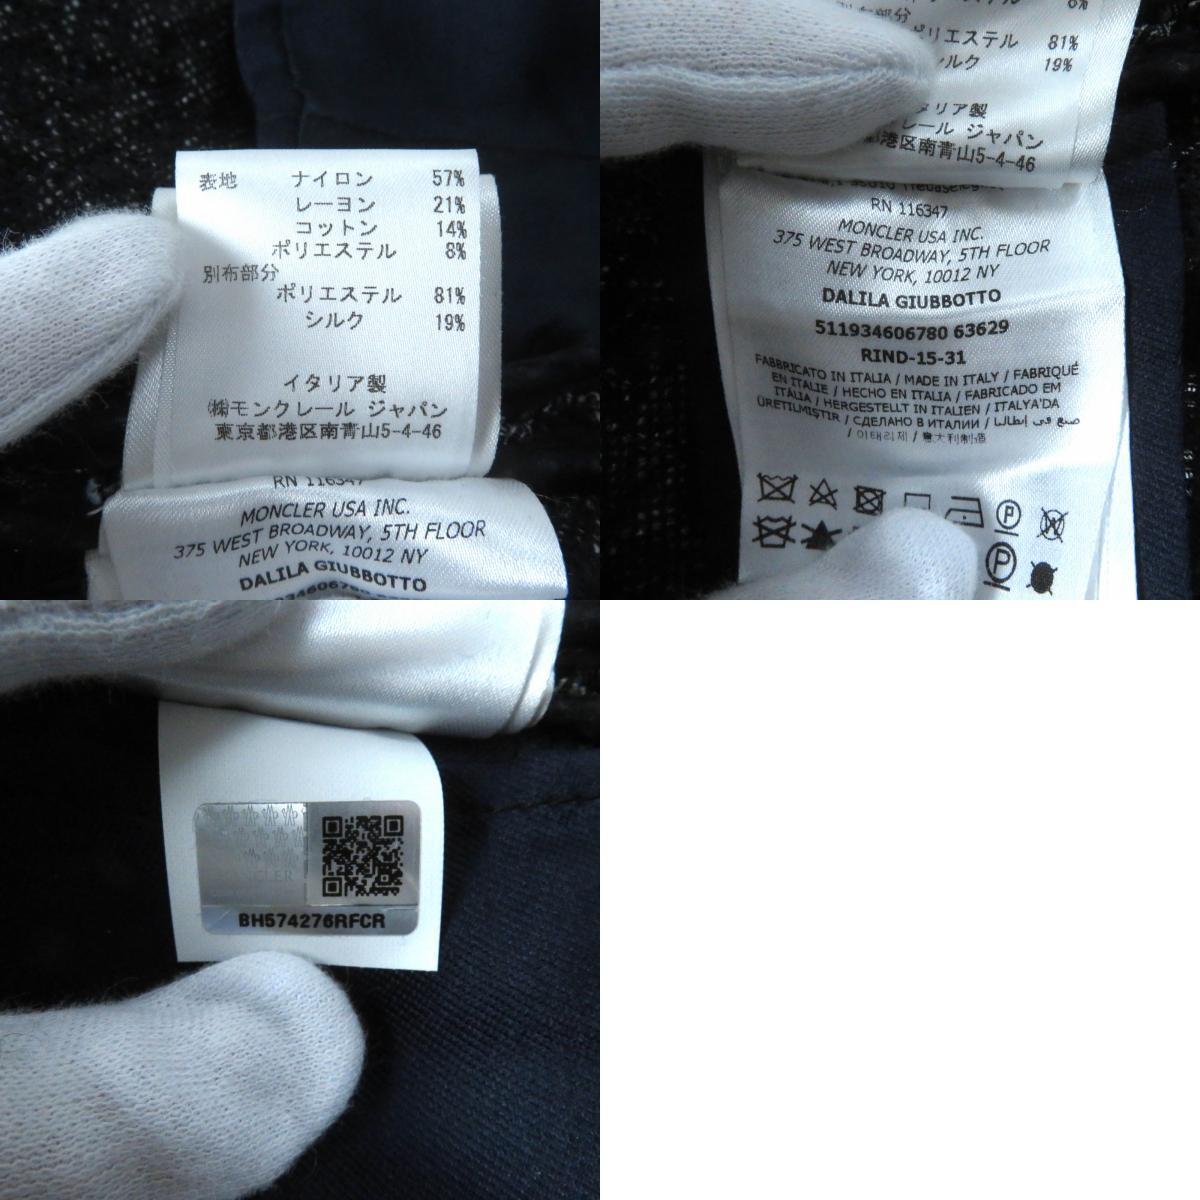 表地 ナイロン 57%
レーヨン 21%
コットン 14%
ポリエステル 8%
別布部分
ポリエステル 81%
シルク 19%
イタリア製
㈱モンクレール ジャパン
東京都港区南青山5-4-46
RN 116347
MONCLER USA INC.
375 WEST BROADWAY, 5TH FLOOR
NEW YORK, 10012 NY
DALILA GIUBBOTTO
8%
リエステル 81%
ルク 19%
タリア製
レール ジャパン
港区南青山5-4-46
RN 116347
MONCLER USA INC.
375 WEST BROADWAY, 5TH FLOOR
NEW YORK, 10012 NY
DALILA GIUBBOTTO
511934606780 63629
RIND-15-31
FABBRICATO IN ITALIA / MADE IN ITALY / FABRIQUÉ
EN ITALIE / HECHO EN ITALIA / FABRICADO EM
ITÁLIA / HERGESTELLT IN ITALIEN / ITALYA'DA
ÜRETILMIŞTIR / СДЕЛАНО В ИТАЛИИ / صنع في إيطاليا
/ 이태리제 / 意大利制造
P
W
P
MONCLER
BH574276RFCR